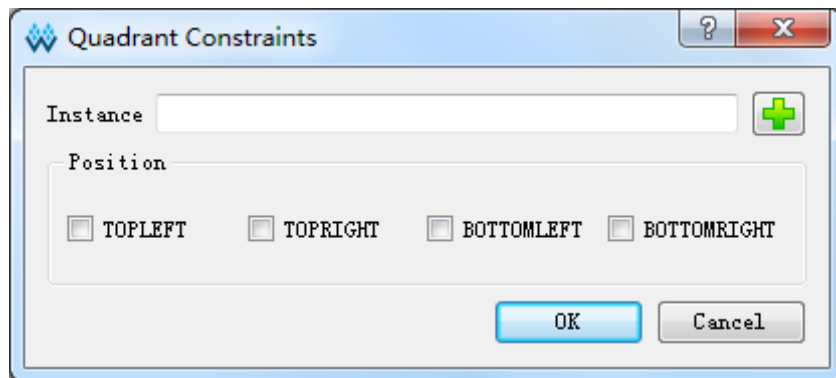 Quadrant Constraints
Instance
Position
TOPLEFT TOPRIGHT BOTTOMLEFT BOTTOMRIGHT
OK Cancel